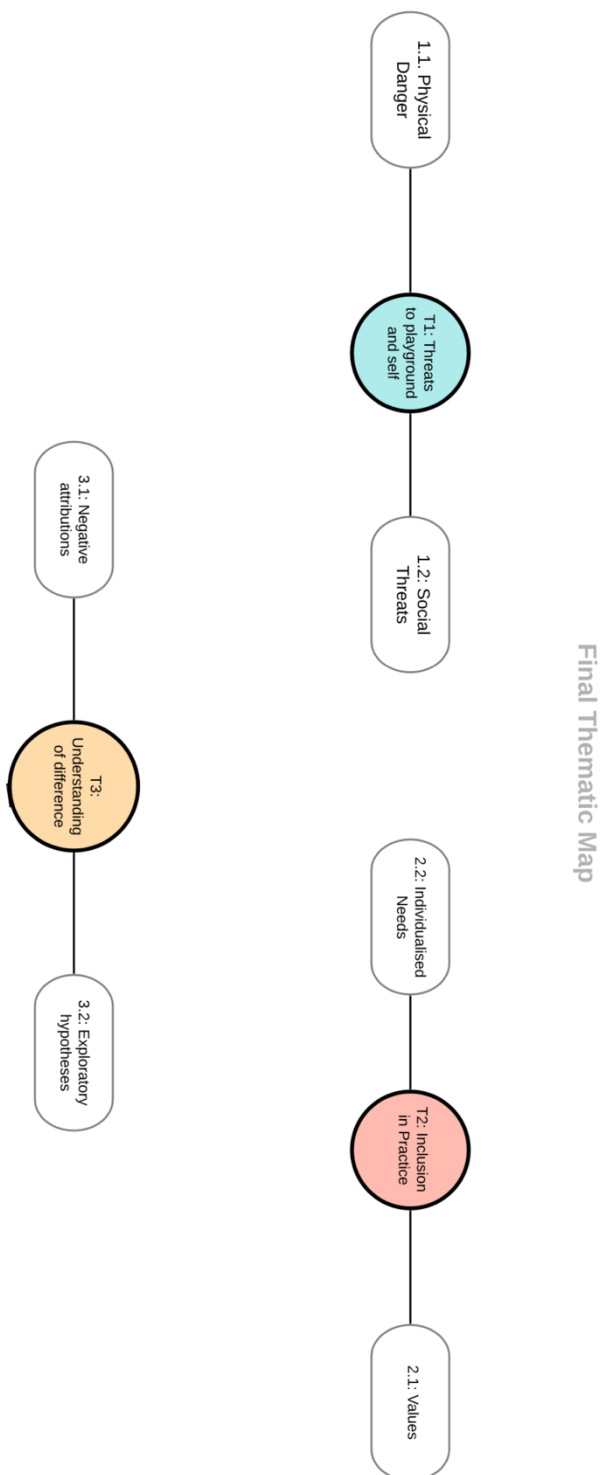 Final Thematic Map
1.1. Physical
Danger
T1: Threats
to playground
and self
1.2: Social
Threats
2.2: Individualised
Needs
T2: Inclusion
in Practice
2.1: Values
3.1: Negative
attributions
T3:
Understanding
of difference
3.2: Exploratory
hypotheses